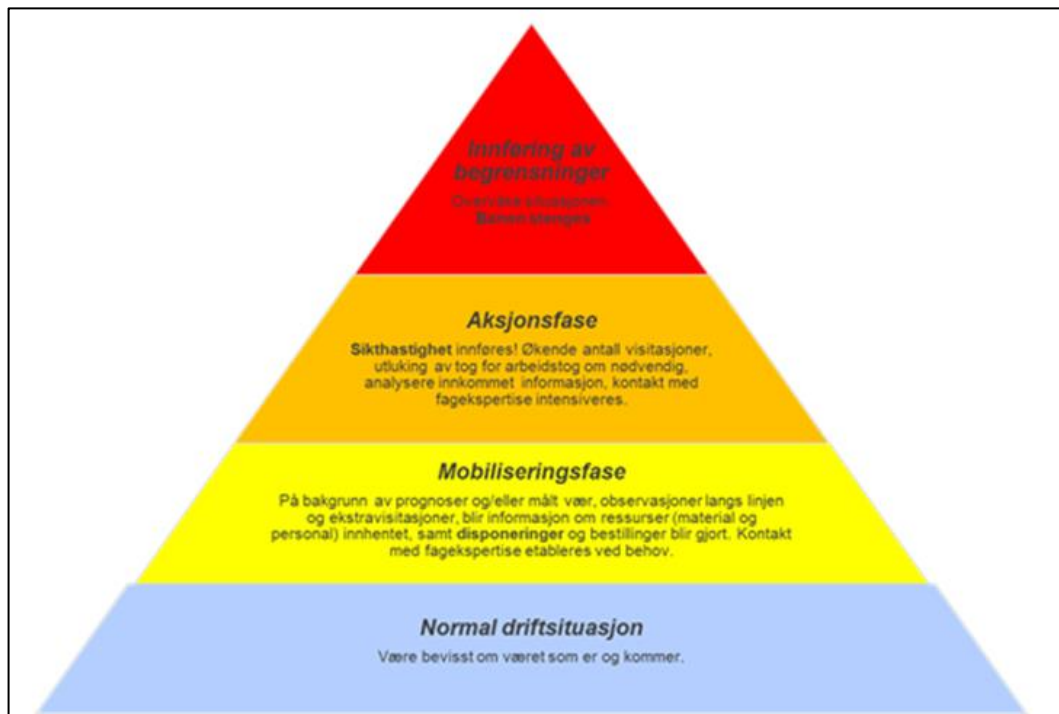 Innføring av
begrensninger
Overvåke situasjonen.
Banen stenges
Aksjonsfase
Sikthastighet innføres! Økende antall visitasjoner,
utluking av tog for arbeidstog om nødvendig,
analysere innkommet informasjon, kontakt med
fagekspertise intensiveres.
Mobiliseringsfase
På bakgrunn av prognoser og/eller målt vær, observasjoner langs linjen
og ekstravisitasjoner, blir informasjon om ressurser (material og
personal) innhentet, samt disponeringer og bestillinger blir gjort. Kontakt
med fagekspertise etableres ved behov.
Normal driftsituasjon
Være bevisst om været som er og kommer.